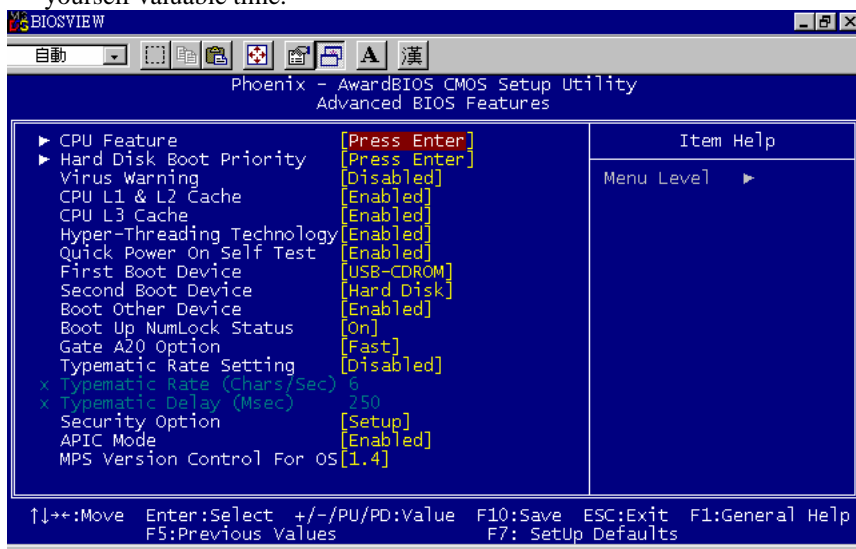 yourself valuable time.
BIOSVIEW
自動 A 漢
Phoenix - AwardBIOS CMOS Setup Utility
Advanced BIOS Features
► CPU Feature [Press Enter]
► Hard Disk Boot Priority [Press Enter]
Virus Warning [Disabled]
CPU L1 & L2 Cache [Enabled]
CPU L3 Cache [Enabled]
Hyper-Threading Technology[Enabled]
Quick Power On Self Test [Enabled]
First Boot Device [USB-CDROM]
Second Boot Device [Hard Disk]
Boot Other Device [Enabled]
Boot Up NumLock Status [On]
Gate A20 Option [Fast]
Typematic Rate Setting [Disabled]
x Typematic Rate (Chars/Sec) 6
x Typematic Delay (Msec) 250
Security Option [Setup]
APIC Mode [Enabled]
MPS Version Control For OS[1.4]
Item Help
Menu Level ►
↑↓→←:Move Enter:Select +/-/PU/PD:Value F10:Save ESC:Exit F1:General Help
F5:Previous Values F7: SetUp Defaults